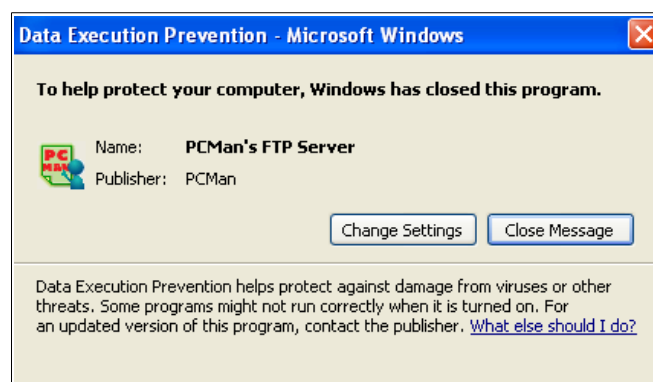 Data Execution Prevention - Microsoft Windows
To help protect your computer, Windows has closed this program.
PC
MAN
Name: PCMan's FTP Server
Publisher: PCMan
Change Settings Close Message
Data Execution Prevention helps protect against damage from viruses or other
threats. Some programs might not run correctly when it is turned on. For
an updated version of this program, contact the publisher. What else should I do?